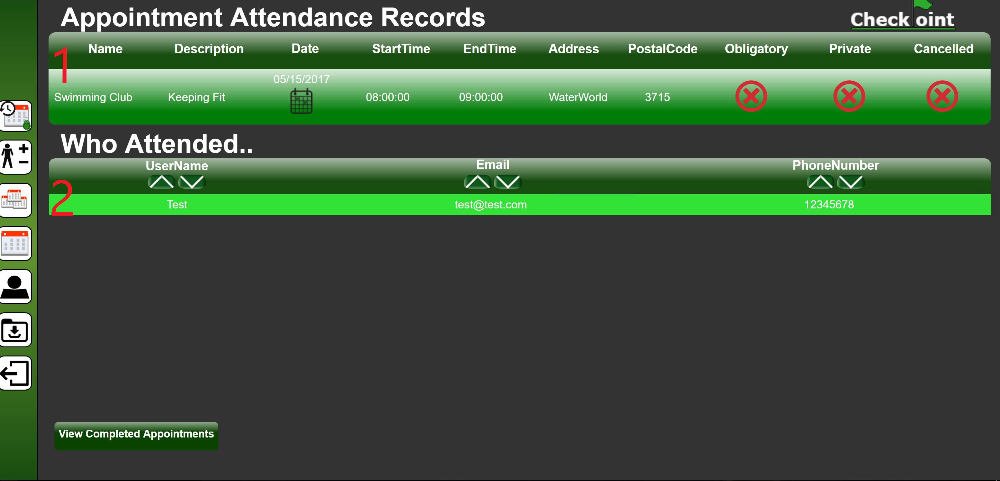 Appointment Attendance Records
Check oint
Name Description Date StartTime EndTime Address PostalCode Obligatory Private Cancelled
1
05/15/2017
Swimming Club Keeping Fit 08:00:00 09:00:00 WaterWorld 3715
Who Attended..
UserName Email PhoneNumber
2
Test test@test.com 12345678
View Completed Appointments